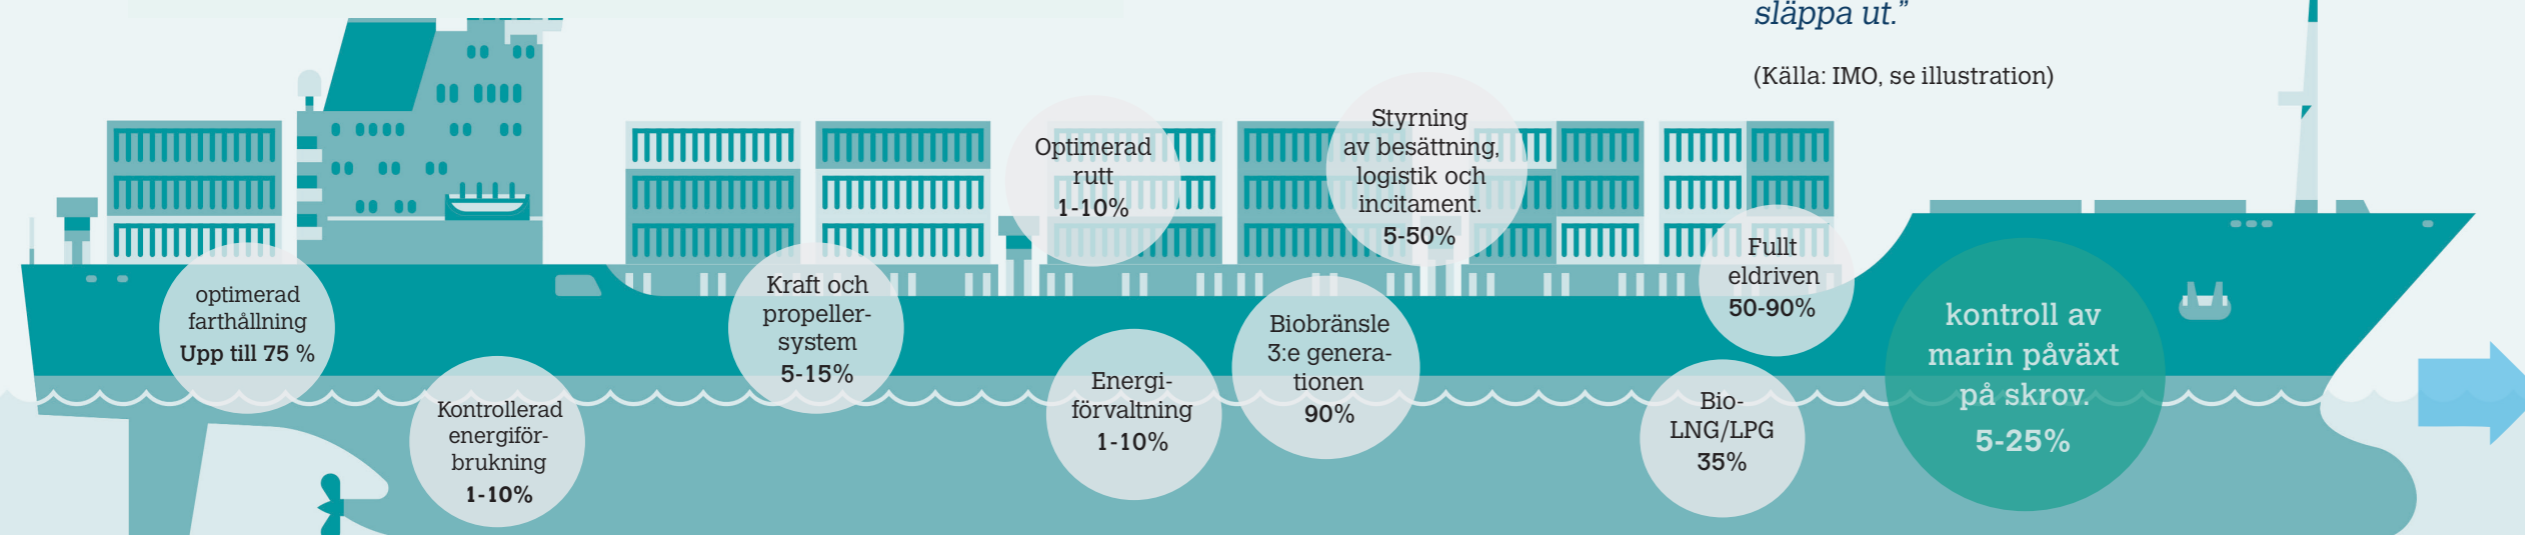 släppa ut.”
(Källa: IMO, se illustration)
optimerad
farthållning
Upp till 75 %
Kontrollerad
energiför-
brukning
1-10%
Kraft och
propeller-
system
5-15%
Optimerad
rutt
1-10%
Energi-
förvaltning
1-10%
Biobränsle
3:e genera-
tionen
90%
Styrning
av besättning,
logistik och
incitament.
5-50%
Fullt
eldriven
50-90%
Bio-
LNG/LPG
35%
kontroll av
marin påväxt
på skrov.
5-25%